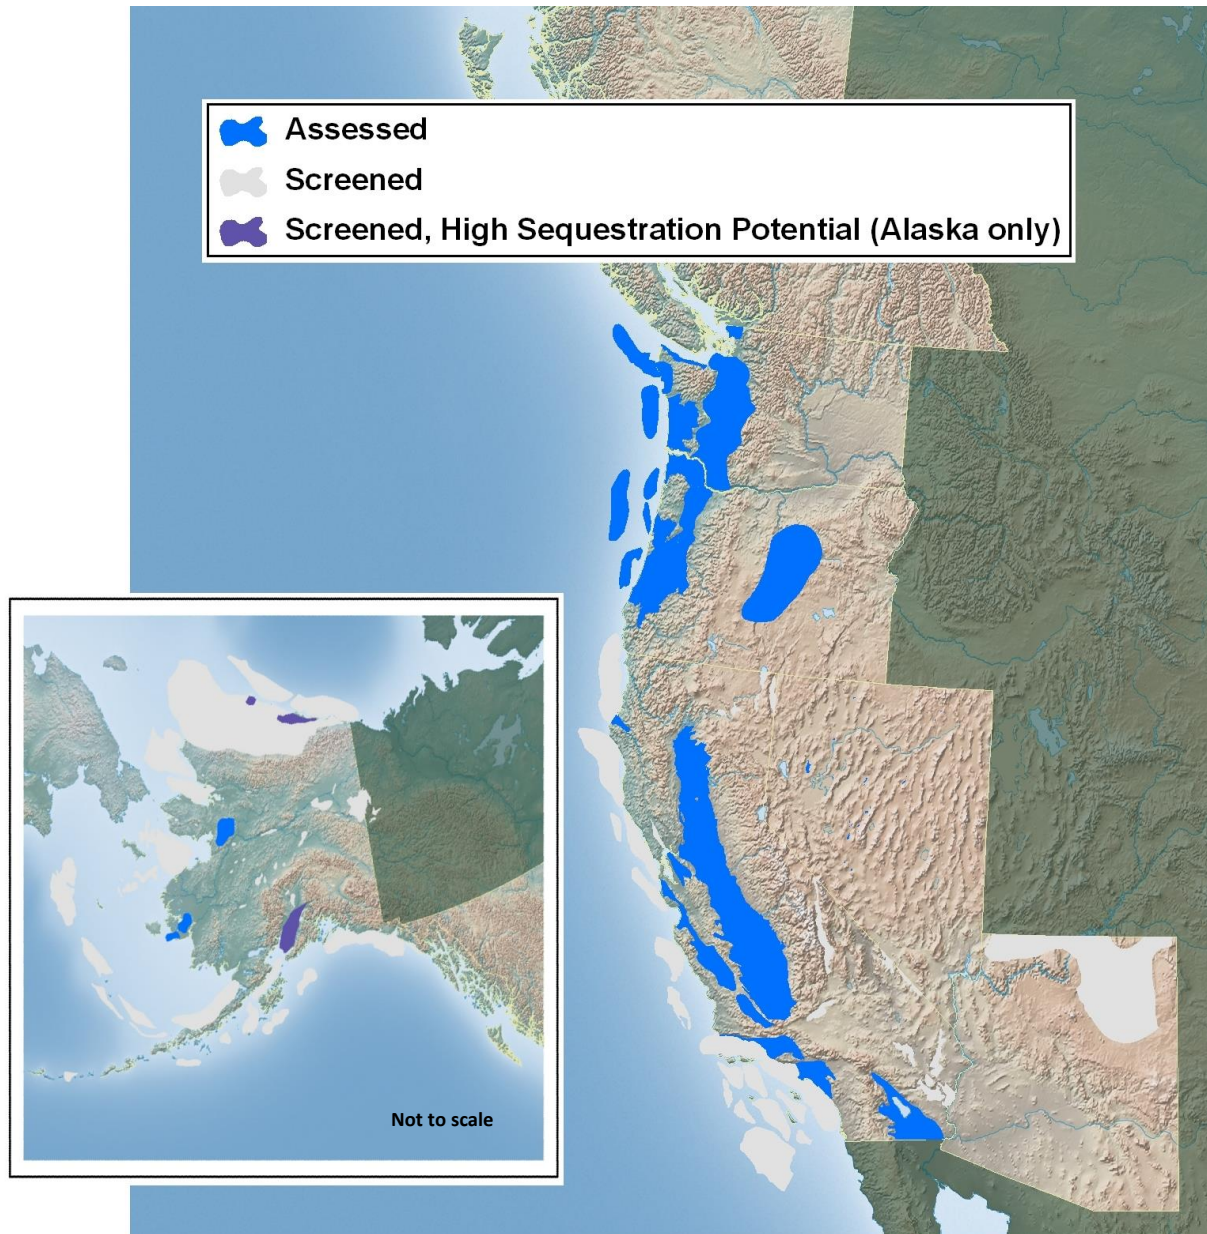 Assessed
Screened
Screened, High Sequestration Potential (Alaska only)
Not to scale